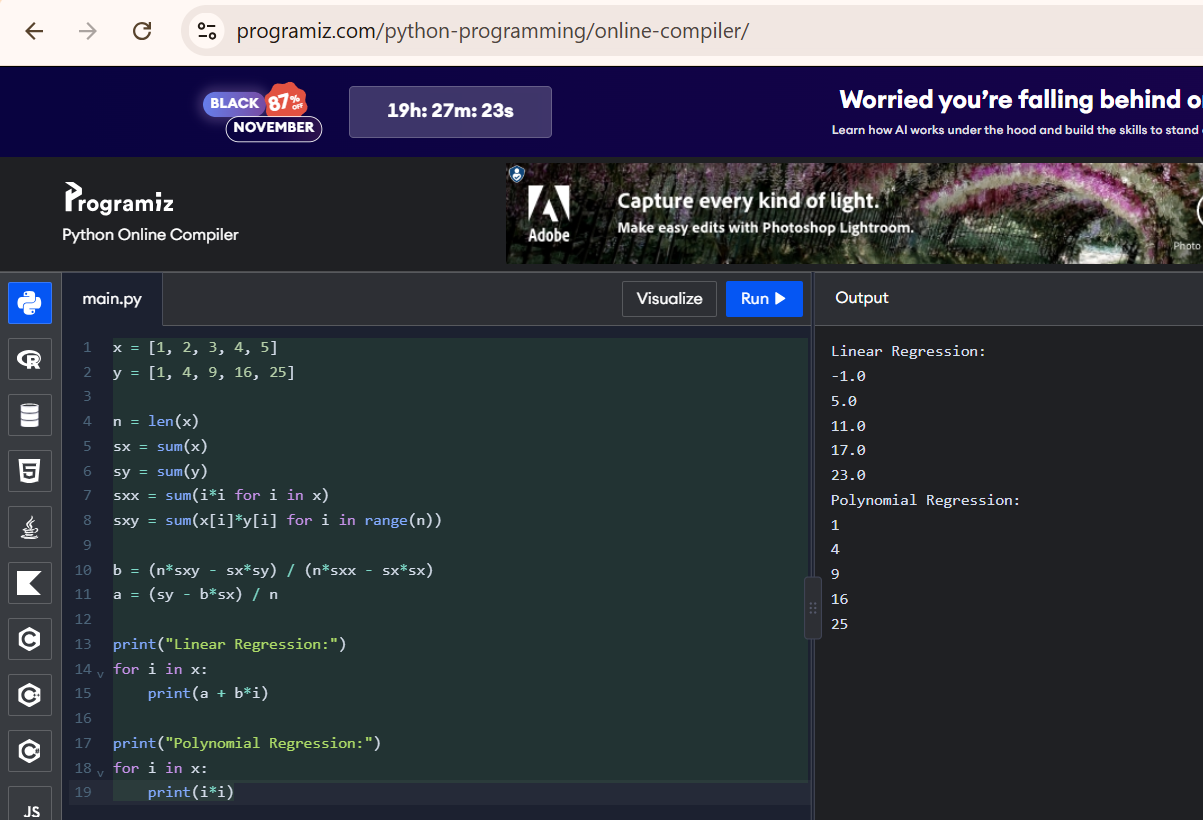 programiz.com/python-programming/online-compiler/
BLACK 87% OFF
NOVEMBER
19h: 27m: 23s
Worried you're falling behind
Learn how AI works under the hood and build the skills to stand
Programiz
Python Online Compiler
Adobe
Capture every kind of light.
Make easy edits with Photoshop Lightroom.
Photo
main.py
Visualize
Run
Output
1 x = [1, 2, 3, 4, 5]
2 y = [1, 4, 9, 16, 25]
3
4 n = len(x)
5 sx = sum(x)
6 sy = sum(y)
7 sxx = sum(i*i for i in x)
8 sxy = sum(x[i]*y[i] for i in range(n))
9
10 b = (n*sxy - sx*sy) / (n*sxx - sx*sx)
11 a = (sy - b*sx) / n
12
13 print("Linear Regression:")
14 for i in x:
15     print(a + b*i)
16
17 print("Polynomial Regression:")
18 for i in x:
19     print(i*i)
Linear Regression:
-1.0
5.0
11.0
17.0
23.0
Polynomial Regression:
1
4
9
16
25
R
5
C
C
C
JS